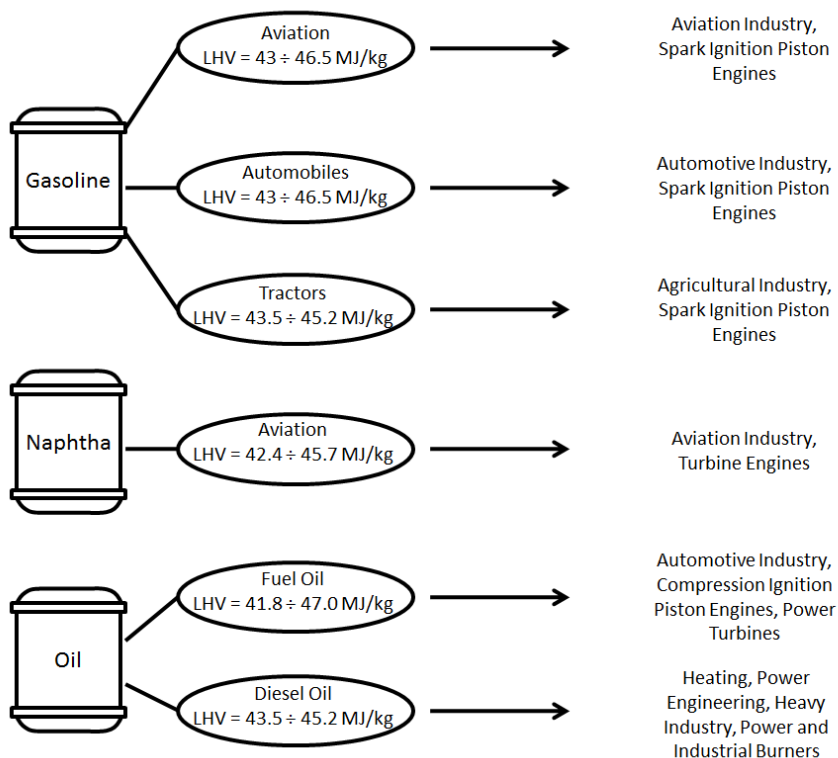 Aviation
LHV = 43 ÷ 46.5 MJ/kg
Aviation Industry,
Spark Ignition Piston
Engines
Gasoline
Automobiles
LHV = 43 ÷ 46.5 MJ/kg
Automotive Industry,
Spark Ignition Piston
Engines
Tractors
LHV = 43.5 ÷ 45.2 MJ/kg
Agricultural Industry,
Spark Ignition Piston
Engines
Naphtha
Aviation
LHV = 42.4 ÷ 45.7 MJ/kg
Aviation Industry,
Turbine Engines
Oil
Fuel Oil
LHV = 41.8 ÷ 47.0 MJ/kg
Automotive Industry,
Compression Ignition
Piston Engines, Power
Turbines
Diesel Oil
LHV = 43.5 ÷ 45.2 MJ/kg
Heating, Power
Engineering, Heavy
Industry, Power and
Industrial Burners